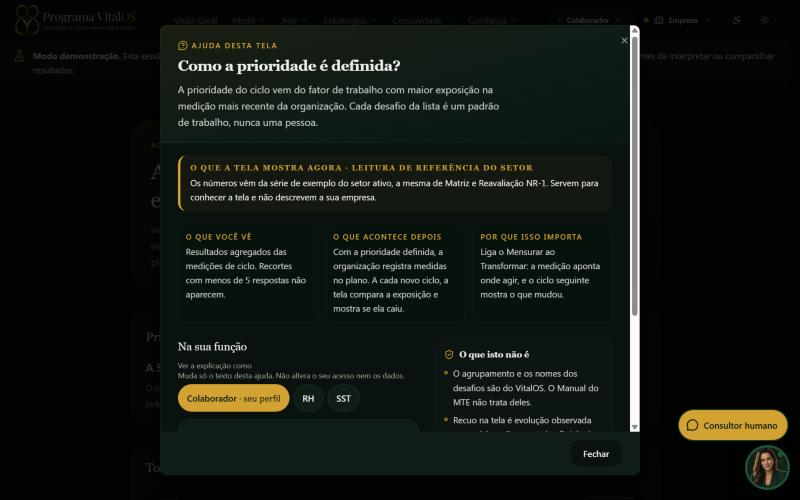 Programa VitalOS
Visão Geral Medir Agir Estratégico Comunidade Confiança Colaborador Empresa
Modo demonstração. Esta
ntes de interpretar ou compartilhar
resultados.
AJUDA DESTA TELA
Como a prioridade é definida?
A prioridade do ciclo vem do fator de trabalho com maior exposição na
medição mais recente da organização. Cada desafio da lista é um padrão
de trabalho, nunca uma pessoa.
O QUE A TELA MOSTRA AGORA · LEITURA DE REFERÊNCIA DO SETOR
Os números vêm da série de exemplo do setor ativo, a mesma de Matriz e Reavaliação NR-1. Servem para
conhecer a tela e não descrevem a sua empresa.
O QUE VOCÊ VÊ
Resultados agregados das
medições de ciclo. Recortes
com menos de 5 respostas não
aparecem.
O QUE ACONTECE DEPOIS
Com a prioridade definida, a
organização registra medidas
no plano. A cada novo ciclo, a
tela compara a exposição e
mostra se ela caiu.
POR QUE ISSO IMPORTA
Liga o Mensurar ao
Transformar: a medição aponta
onde agir, e o ciclo seguinte
mostra o que mudou.
Na sua função
Ver a explicação como
Muda só o texto desta ajuda. Não altera o seu acesso nem os dados.
Colaborador · seu perfil RH SST
O que isto não é
O agrupamento e os nomes dos
desafios são do VitalOS. O Manual do
MTE não trata deles.
Recuo na tela é evolução observada
Fechar
Consultor humano